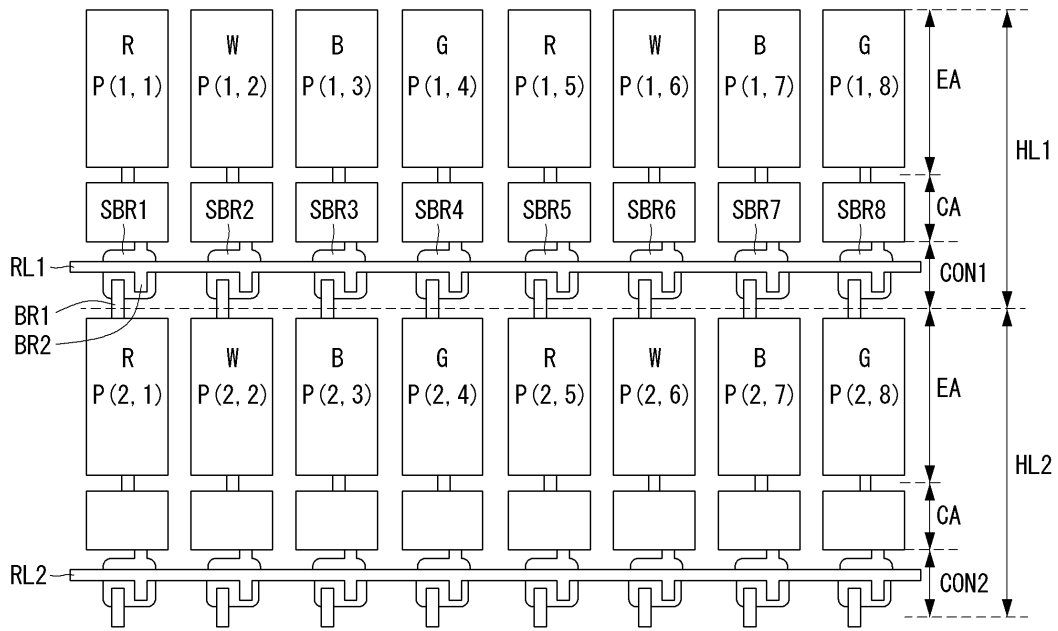 R W B G R W B G
P(1, 1) P(1, 2) P(1, 3) P(1, 4) P(1, 5) P(1, 6) P(1, 7) P(1, 8)
EA
HL1
SBR1 SBR2 SBR3 SBR4 SBR5 SBR6 SBR7 SBR8
CA
RL1
CON1
BR1
BR2
R W B G R W B G
P(2, 1) P(2, 2) P(2, 3) P(2, 4) P(2, 5) P(2, 6) P(2, 7) P(2, 8)
EA
HL2
CA
RL2
CON2